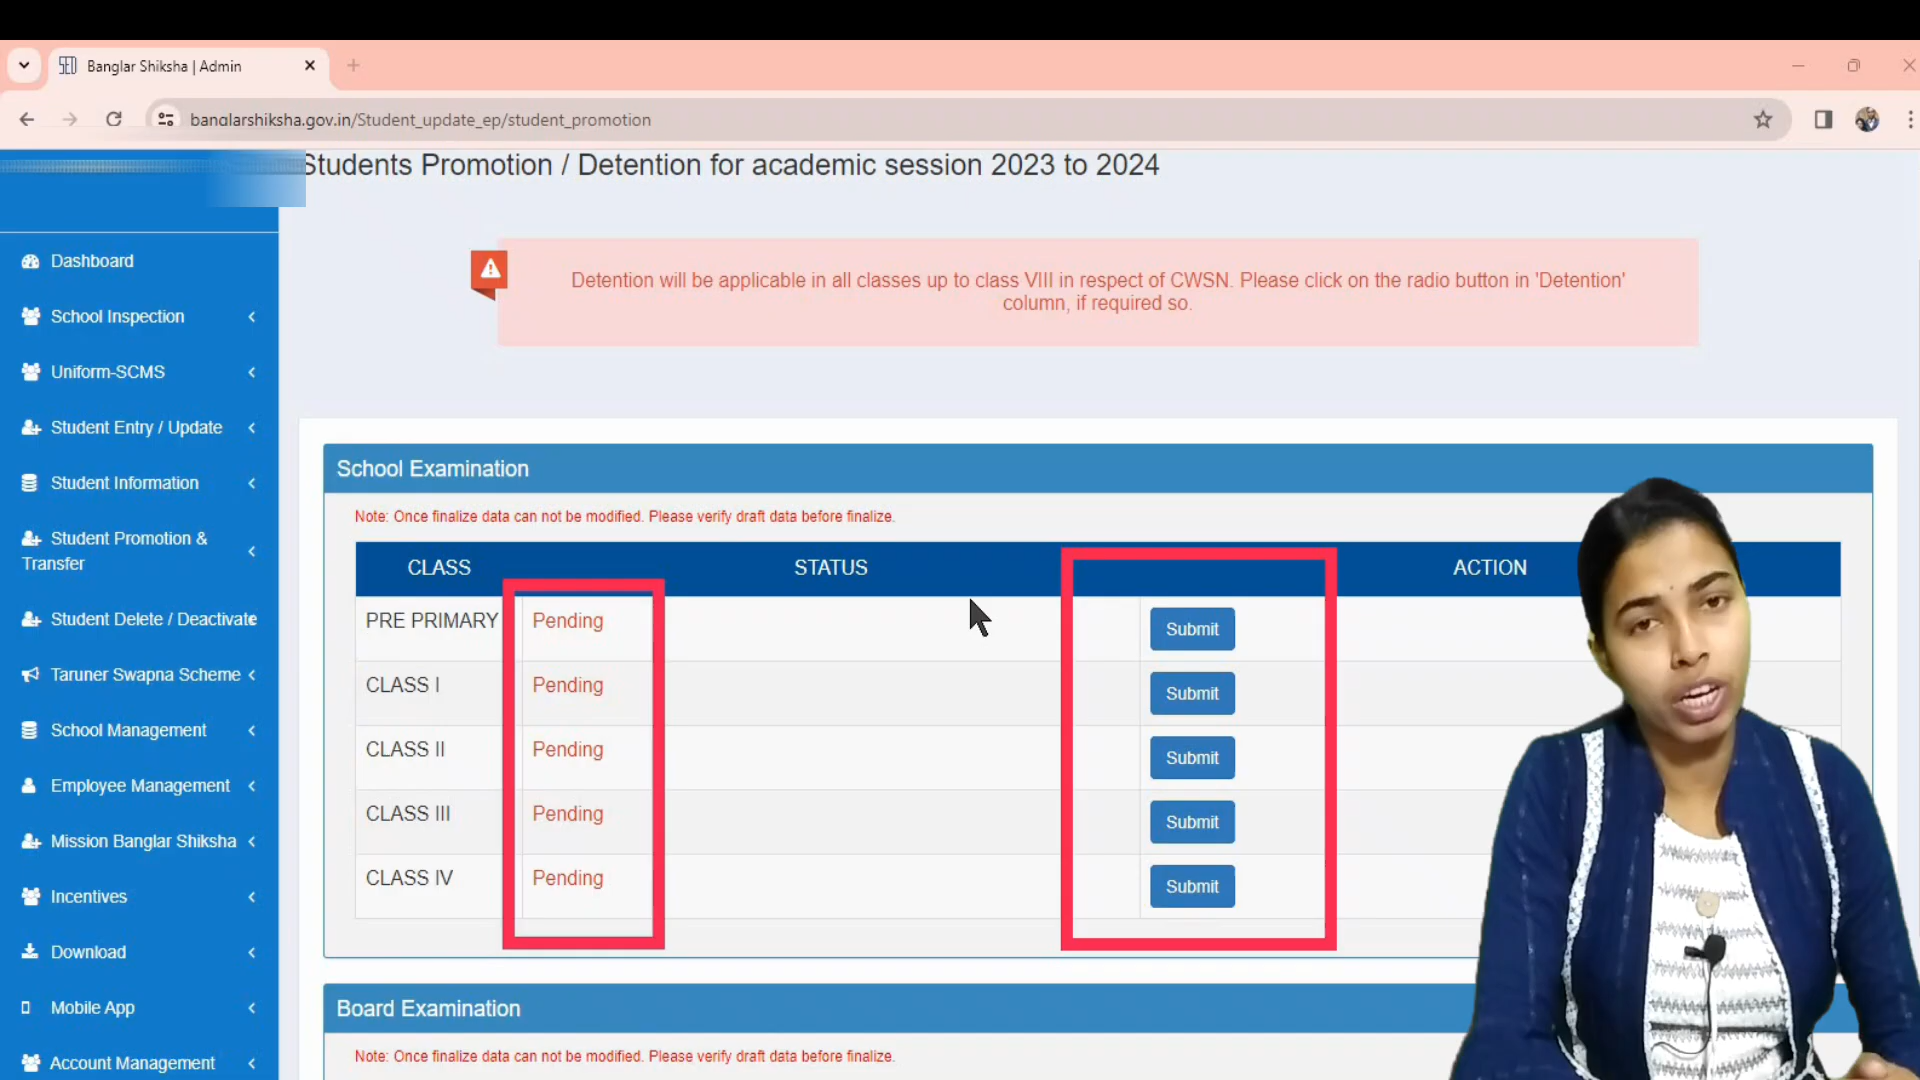 Banglar Shiksha | Admin
banglarshiksha.gov.in/Student_update_ep/student_promotion
Students Promotion / Detention for academic session 2023 to 2024
Detention will be applicable in all classes up to class VIII in respect of CWSN. Please click on the radio button in 'Detention'
column, if required so.
Dashboard
School Inspection
Uniform-SCMS
Student Entry / Update
Student Information
Student Promotion &
Transfer
Student Delete / Deactivate
Taruner Swapna Scheme
School Management
Employee Management
Mission Banglar Shiksha
Incentives
Download
Mobile App
Account Management
School Examination
Note: Once finalize data can not be modified. Please verify draft data before finalize.
CLASS STATUS ACTION
PRE PRIMARY Pending Submit
CLASS I Pending Submit
CLASS II Pending Submit
CLASS III Pending Submit
CLASS IV Pending Submit
Board Examination
Note: Once finalize data can not be modified. Please verify draft data before finalize.